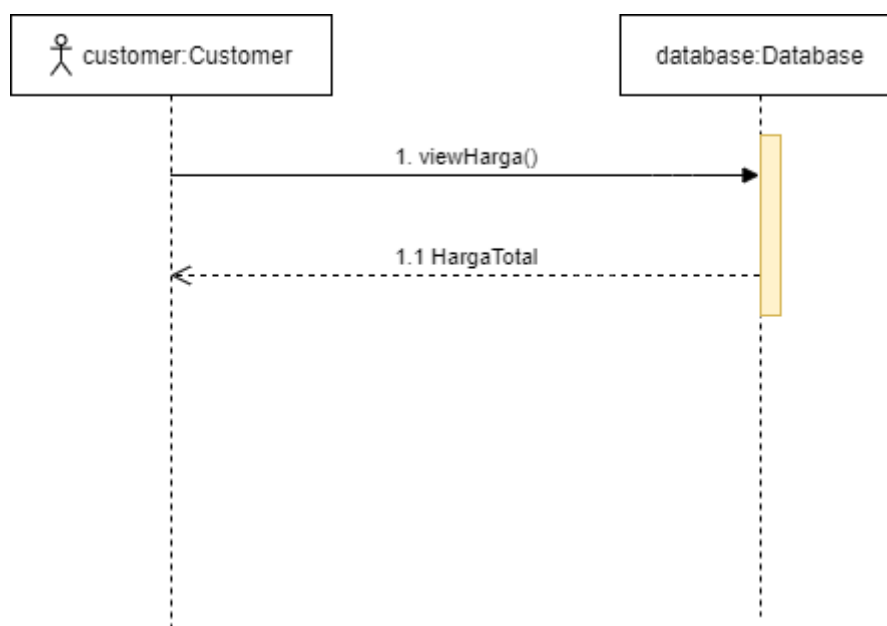 customer:Customer
database:Database
1. viewHarga()
1.1 HargaTotal